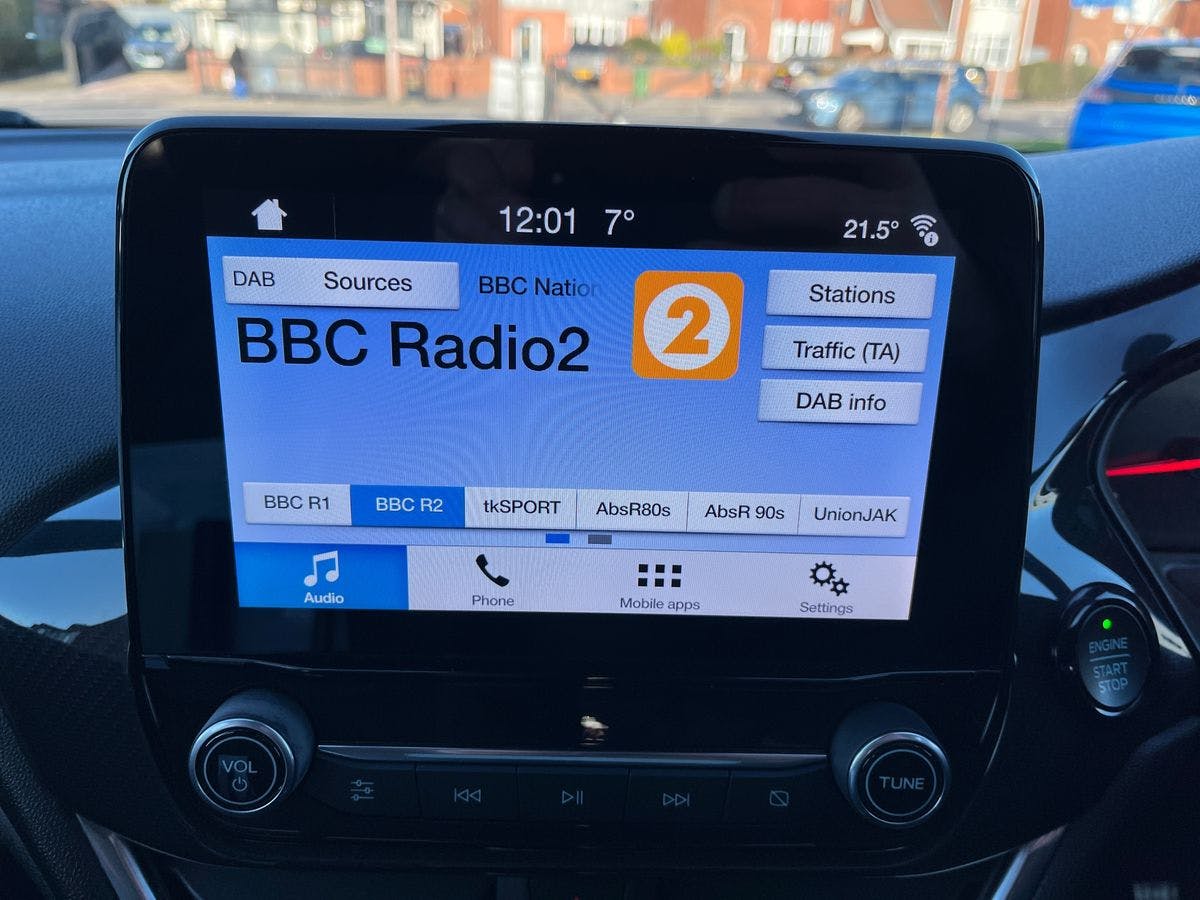 12:01 7° 21.5°
DAB Sources BBC Natio
2
Stations
BBC Radio2
Traffic (TA)
DAB info
BBC R1 BBC R2 tkSPORT AbsR80s AbsR 90s UnionJAK
Audio Phone Mobile apps Settings
ENGINE
START
STOP
VOL
TUNE